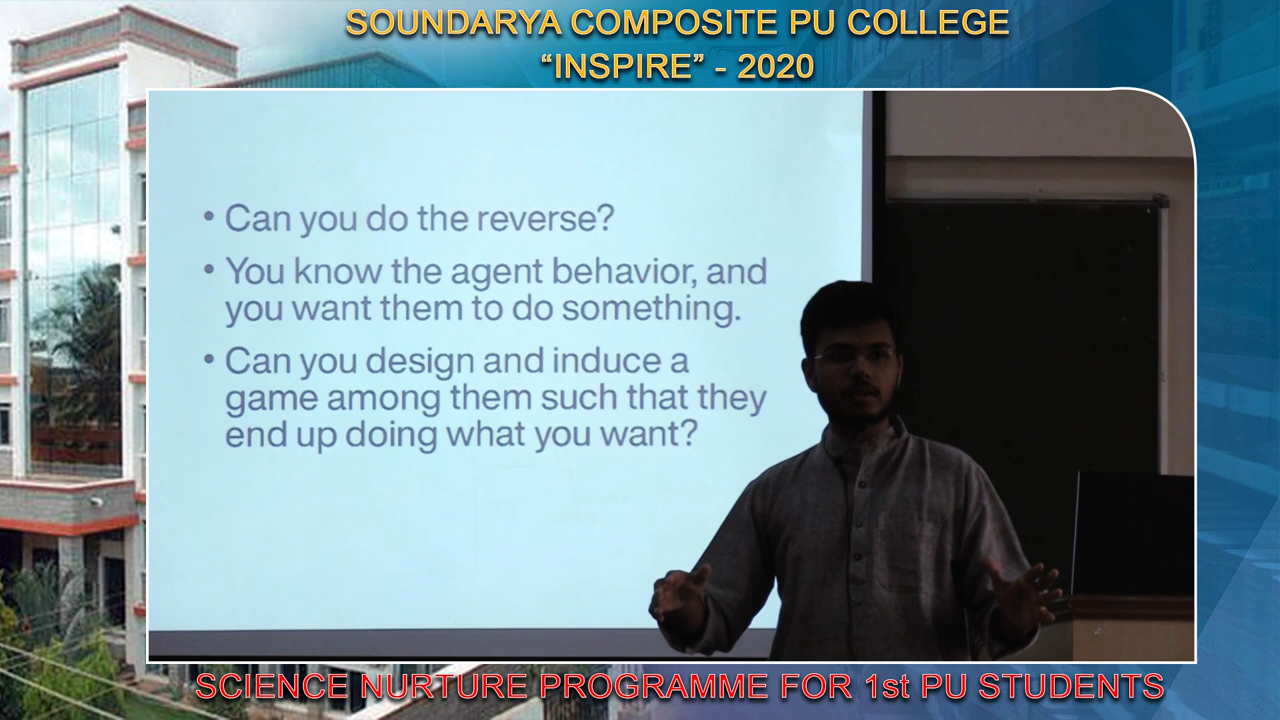 SOUNDARYA COMPOSITE PU COLLEGE
“INSPIRE” - 2020
• Can you do the reverse?
• You know the agent behavior, and
you want them to do something.
• Can you design and induce a
game among them such that they
end up doing what you want?
SCIENCE NURTURE PROGRAMME FOR 1st PU STUDENTS